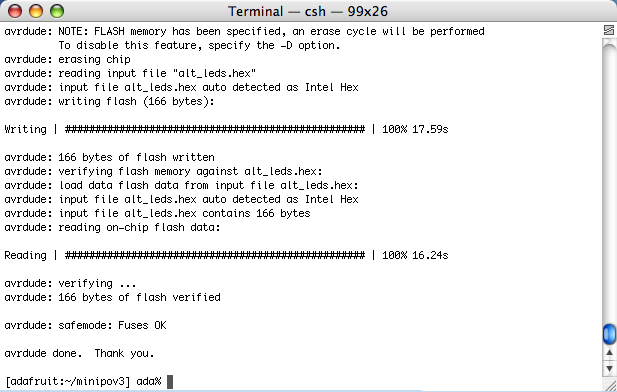 Terminal — csh — 99x26
avrdude: NOTE: FLASH memory has been specified, an erase cycle will be performed
         To disable this feature, specify the -D option.
avrdude: erasing chip
avrdude: reading input file "alt_leds.hex"
avrdude: input file alt_leds.hex auto detected as Intel Hex
avrdude: writing flash (166 bytes):
Writing | ################################################## | 100% 17.59s
avrdude: 166 bytes of flash written
avrdude: verifying flash memory against alt_leds.hex:
avrdude: load data flash data from input file alt_leds.hex:
avrdude: input file alt_leds.hex auto detected as Intel Hex
avrdude: input file alt_leds.hex contains 166 bytes
avrdude: reading on-chip flash data:
Reading | ################################################## | 100% 16.24s
avrdude: verifying ...
avrdude: 166 bytes of flash verified
avrdude: safemode: Fuses OK
avrdude done.  Thank you.
[adafruit:~/minipov3] ada%